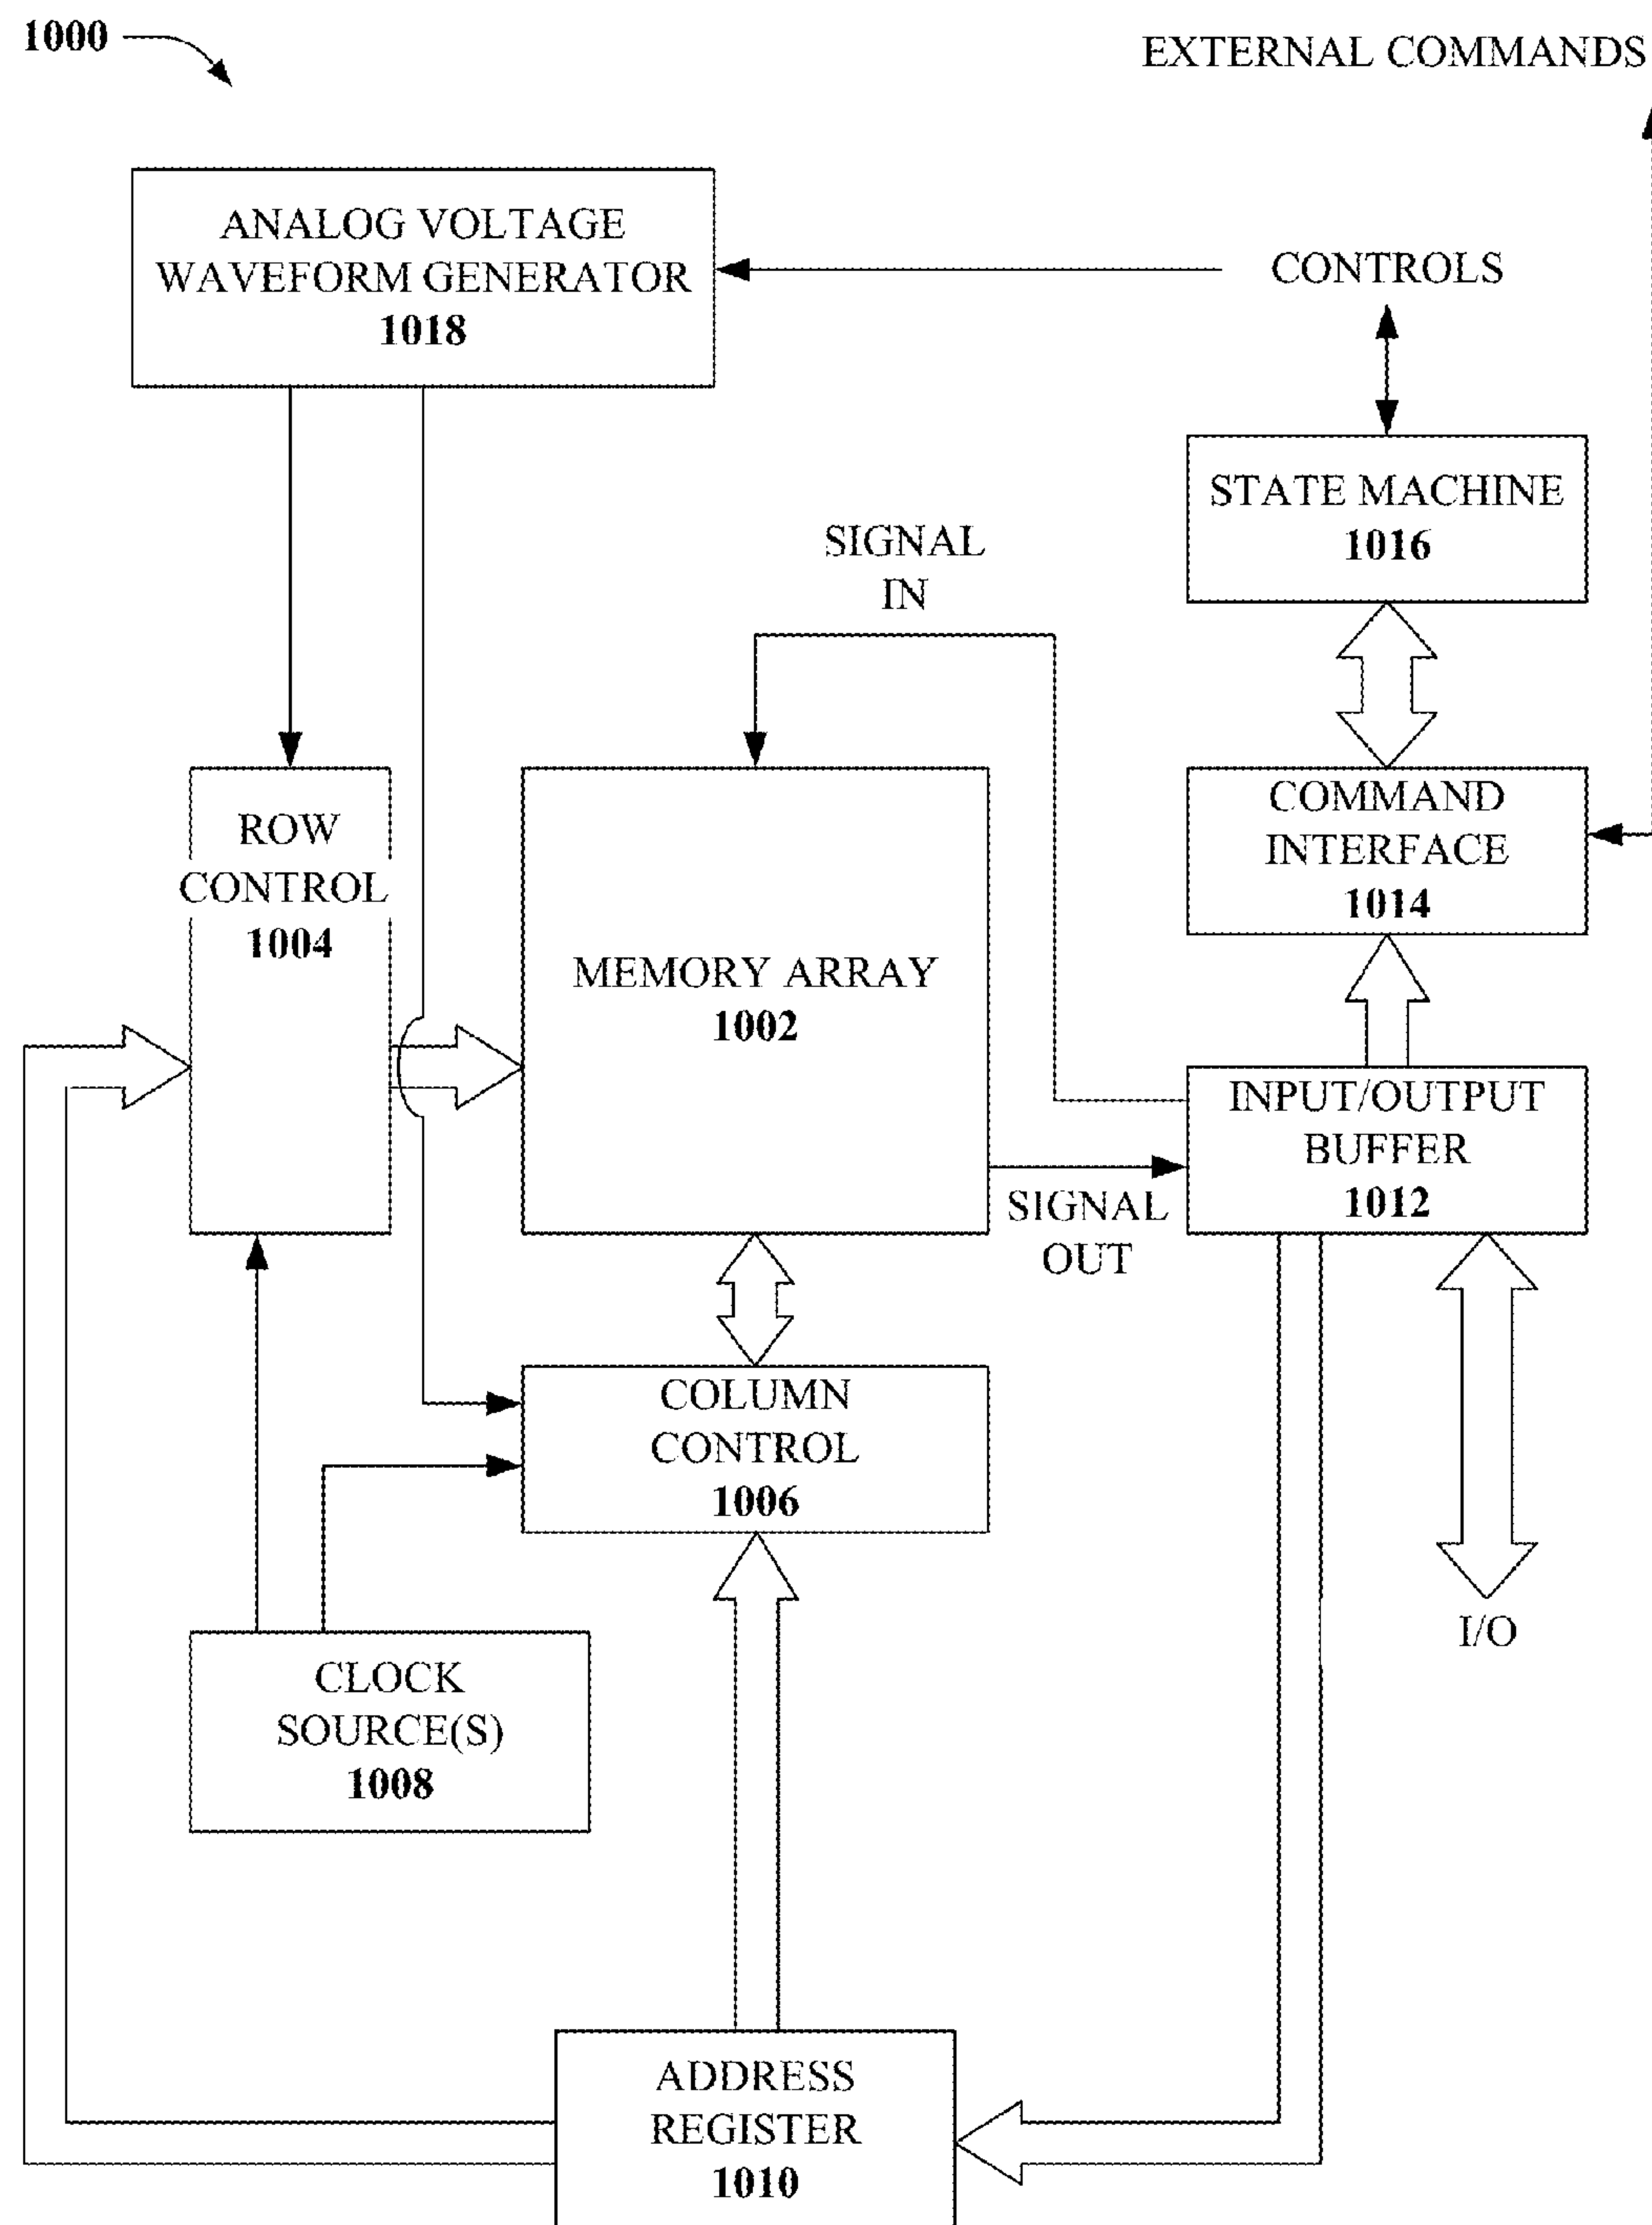 1000
EXTERNAL COMMANDS
ANALOG VOLTAGE
WAVEFORM GENERATOR
1018
CONTROLS
STATE MACHINE
1016
SIGNAL
IN
ROW
CONTROL
1004
MEMORY ARRAY
1002
COMMAND
INTERFACE
1014
INPUT/OUTPUT
BUFFER
1012
SIGNAL
OUT
COLUMN
CONTROL
1006
I/O
CLOCK
SOURCE(S)
1008
ADDRESS
REGISTER
1010